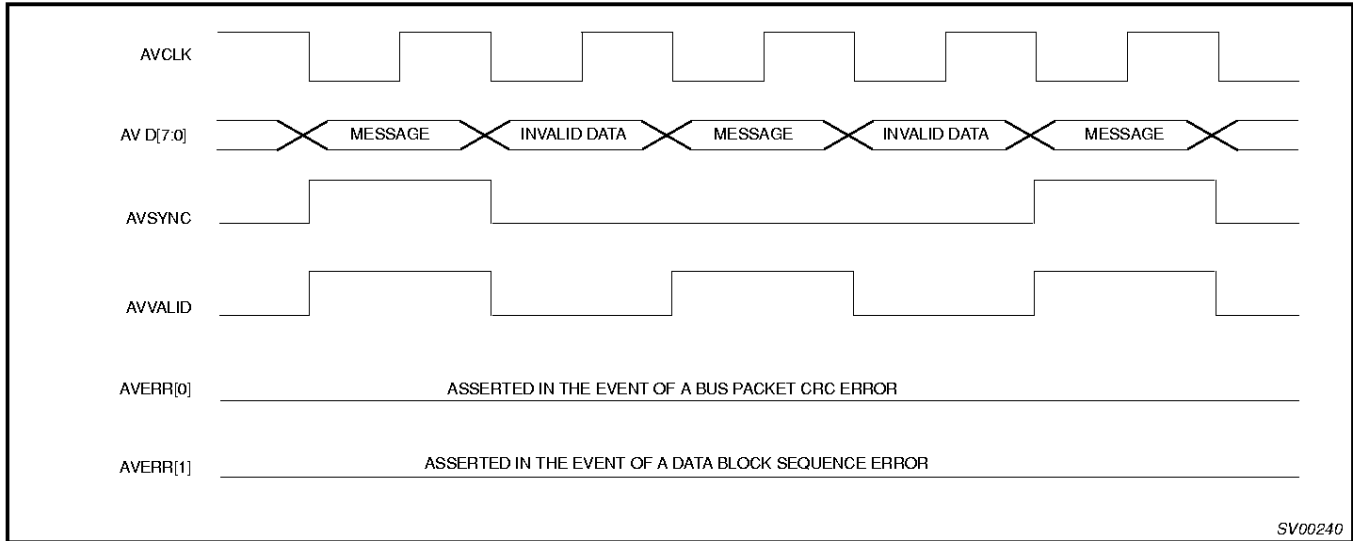 AVCLK
AV D[7:0]
MESSAGE
INVALID DATA
MESSAGE
INVALID DATA
MESSAGE
AVSYNC
AVVALID
AVERR[0]
ASSERTED IN THE EVENT OF A BUS PACKET CRC ERROR
AVERR[1]
ASSERTED IN THE EVENT OF A DATA BLOCK SEQUENCE ERROR
SV00240